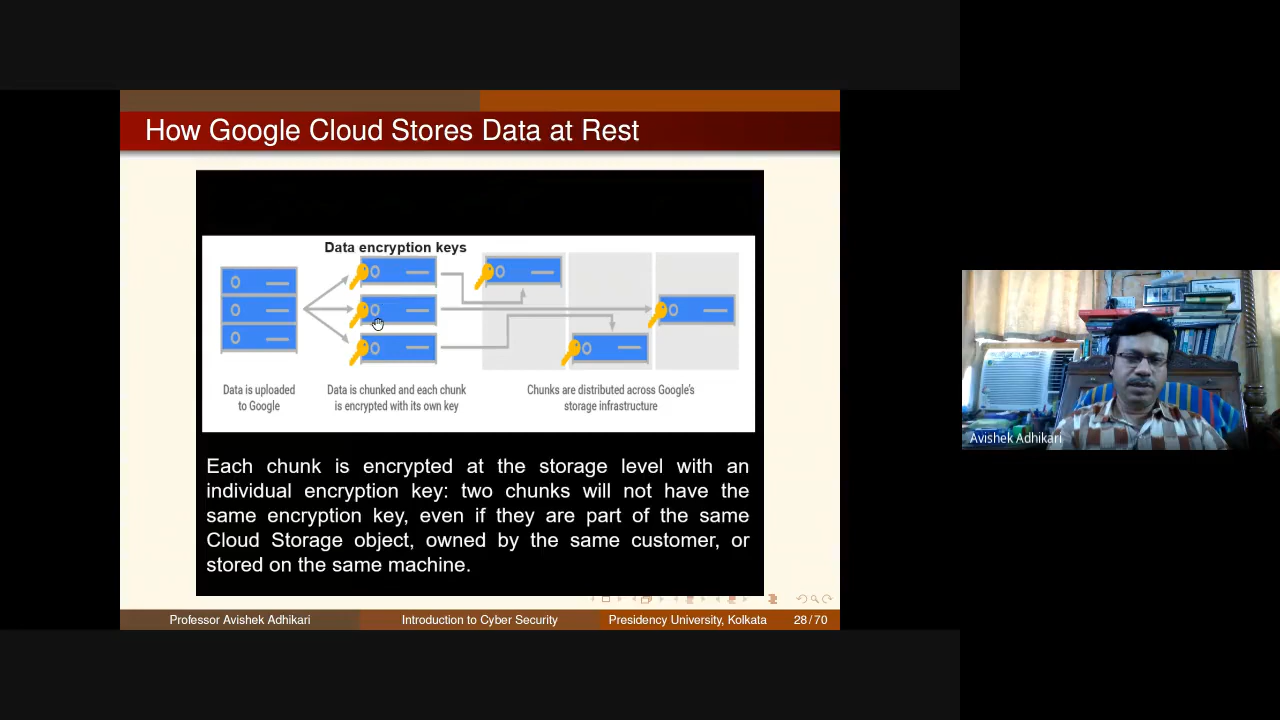 How Google Cloud Stores Data at Rest
Data encryption keys
Data is uploaded
to Google
Data is chunked and each chunk
is encrypted with its own key
Chunks are distributed across Google's
storage infrastructure
Each chunk is encrypted at the storage level with an
individual encryption key: two chunks will not have the
same encryption key, even if they are part of the same
Cloud Storage object, owned by the same customer, or
stored on the same machine.
Professor Avishek Adhikari
Introduction to Cyber Security
Presidency University, Kolkata
28 / 70
Avishek Adhikari